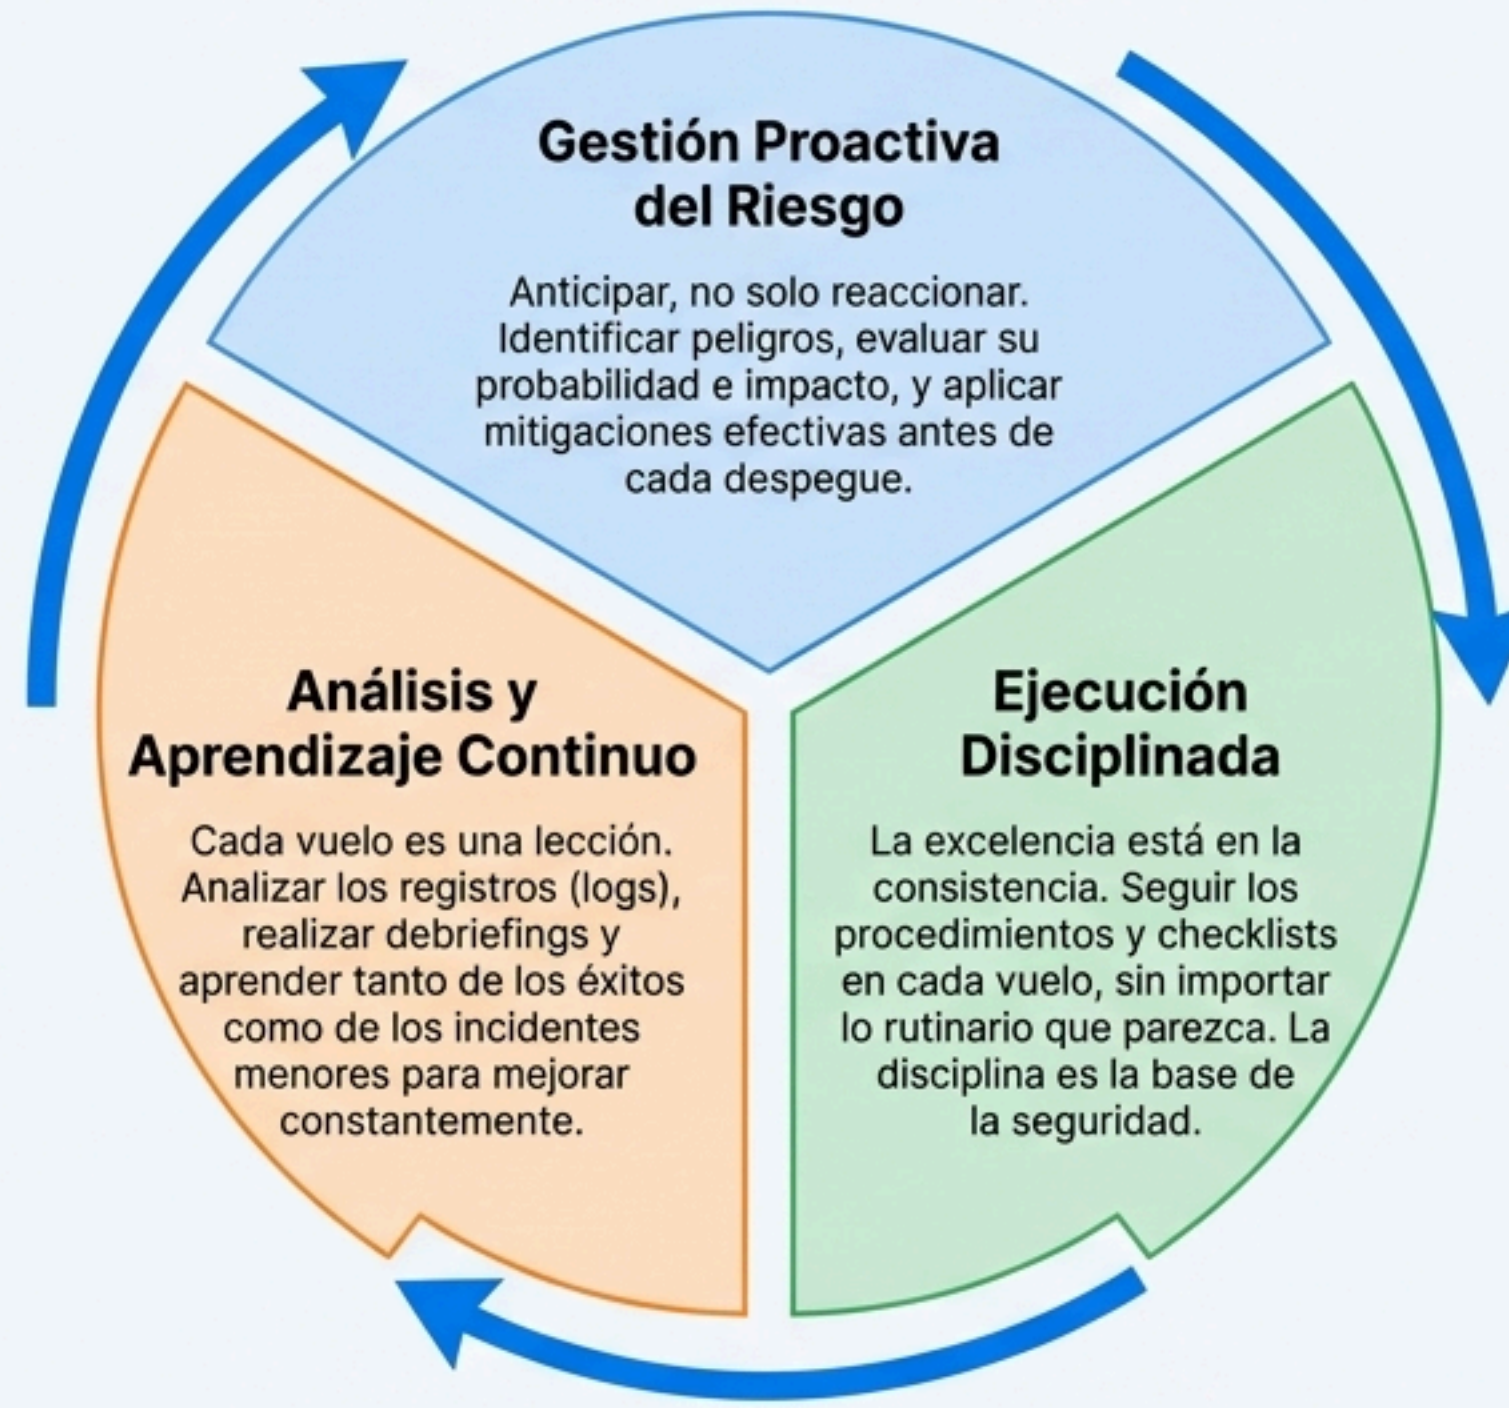 Gestión Proactiva
del Riesgo
Anticipar, no solo reaccionar.
Identificar peligros, evaluar su
probabilidad e impacto, y aplicar
mitigaciones efectivas antes de
cada despegue.
Análisis y
Aprendizaje Continuo
Cada vuelo es una lección.
Analizar los registros (logs),
realizar debriefings y
aprender tanto de los éxitos
como de los incidentes
menores para mejorar
constantemente.
Ejecución
Disciplinada
La excelencia está en la
consistencia. Seguir los
procedimientos y checklists
en cada vuelo, sin importar
lo rutinario que parezca. La
disciplina es la base de
la seguridad.